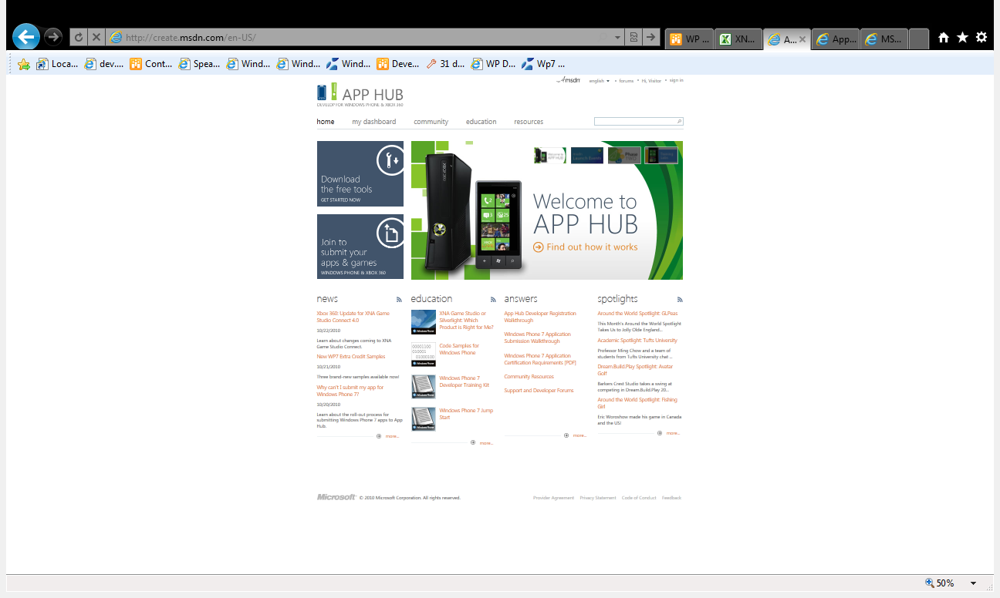 http://create.msdn.com/en-US/
WP ...
XN...
A...
App...
MS...
Loca...
dev....
Cont...
Spea...
Wind...
Wind...
Wind...
Deve...
31 d...
WP D...
Wp7 ...
msdn
english
forums
Hi, Visitor
sign in
APP HUB
DEVELOP FOR WINDOWS PHONE & XBOX 360
home
my dashboard
community
education
resources
Download
the free tools
GET STARTED NOW
Join to
submit your
apps & games
WINDOWS PHONE & XBOX 360
XBOX 360
Welcome to
APP HUB
Find out how it works
news
Xbox 360: Update for XNA Game
Studio Connect 4.0
10/22/2010
Learn about changes coming to XNA
Game Studio Connect.
New WP7 Extra Credit Samples
10/21/2010
Three brand-new samples available now!
Why can't I submit my app for
Windows Phone 7?
10/20/2010
Learn about the roll-out process for
submitting Windows Phone 7 apps to App
Hub.
more...
education
XNA Game Studio or
Silverlight: Which
Product is Right for Me?
Windows Phone
00001100
010001
01000100
Windows Phone
Code Samples for
Windows Phone
Windows Phone 7
Developer Training Kit
Windows Phone
Windows Phone 7 Jump
Start
Windows Phone
more...
answers
App Hub Developer Registration
Walkthrough
Windows Phone 7 Application
Submission Walkthrough
Windows Phone 7 Application
Certification Requirements [PDF]
Community Resources
Support and Developer Forums
more...
spotlights
Around the World Spotlight: GLPeas
This Month's Around the World Spotlight
Takes Us to Jolly Olde England...
Academic Spotlight: Tufts University
Professor Ming Chow and a team of
students from Tufts University chat ...
Dream.Build.Play Spotlight: Avatar
Golf
Barkers Crest Studio takes a swing at
competing in Dream.Build.Play 20...
Around the World Spotlight: Fishing
Girl
Eric Woroshow made his game in Canada
and the US!
more...
Microsoft
© 2010 Microsoft Corporation. All rights reserved.
Provider Agreement
Privacy Statement
Code of Conduct
Feedback
50%